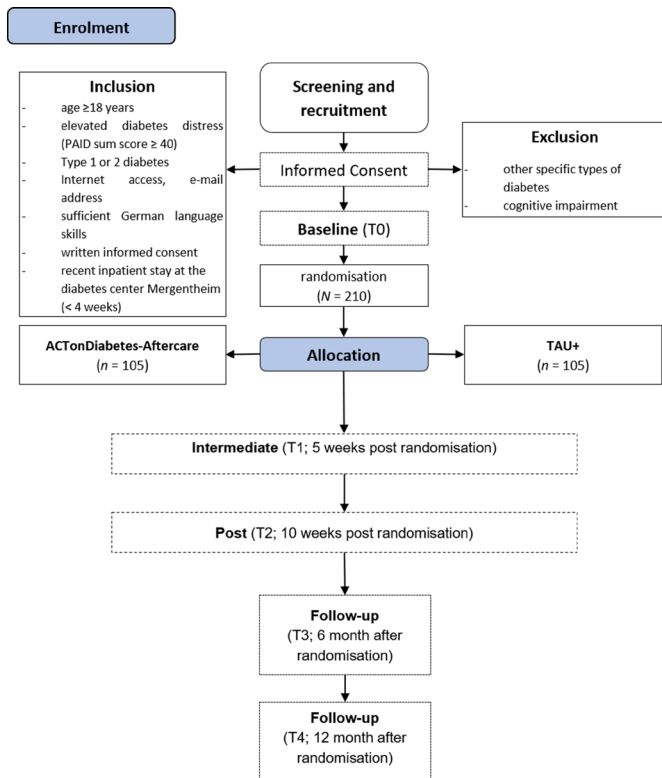 Enrolment
Screening and
recruitment
Inclusion
- age ≥18 years
- elevated diabetes distress
(PAID sum score ≥ 40)
- Type 1 or 2 diabetes
- Internet access, e-mail
address
- sufficient German language
skills
- written informed consent
- recent inpatient stay at the
diabetes center Mergentheim
(< 4 weeks)
Informed Consent
Exclusion
- other specific types of
diabetes
- cognitive impairment
Baseline (T0)
randomisation
(N = 210)
ACTonDiabetes-Aftercare
(n = 105)
Allocation
TAU+
(n = 105)
Intermediate (T1; 5 weeks post randomisation)
Post (T2; 10 weeks post randomisation)
Follow-up
(T3; 6 month after
randomisation)
Follow-up
(T4; 12 month after
randomisation)